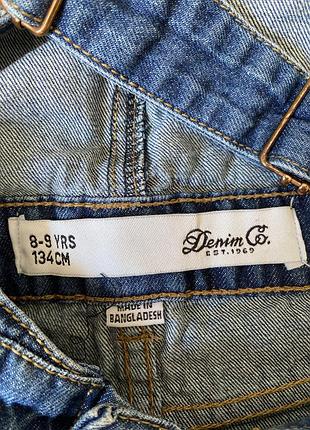 8-9 YRS
134CM
Denim Co.
EST. 1969
MADE IN
BANGLADESH